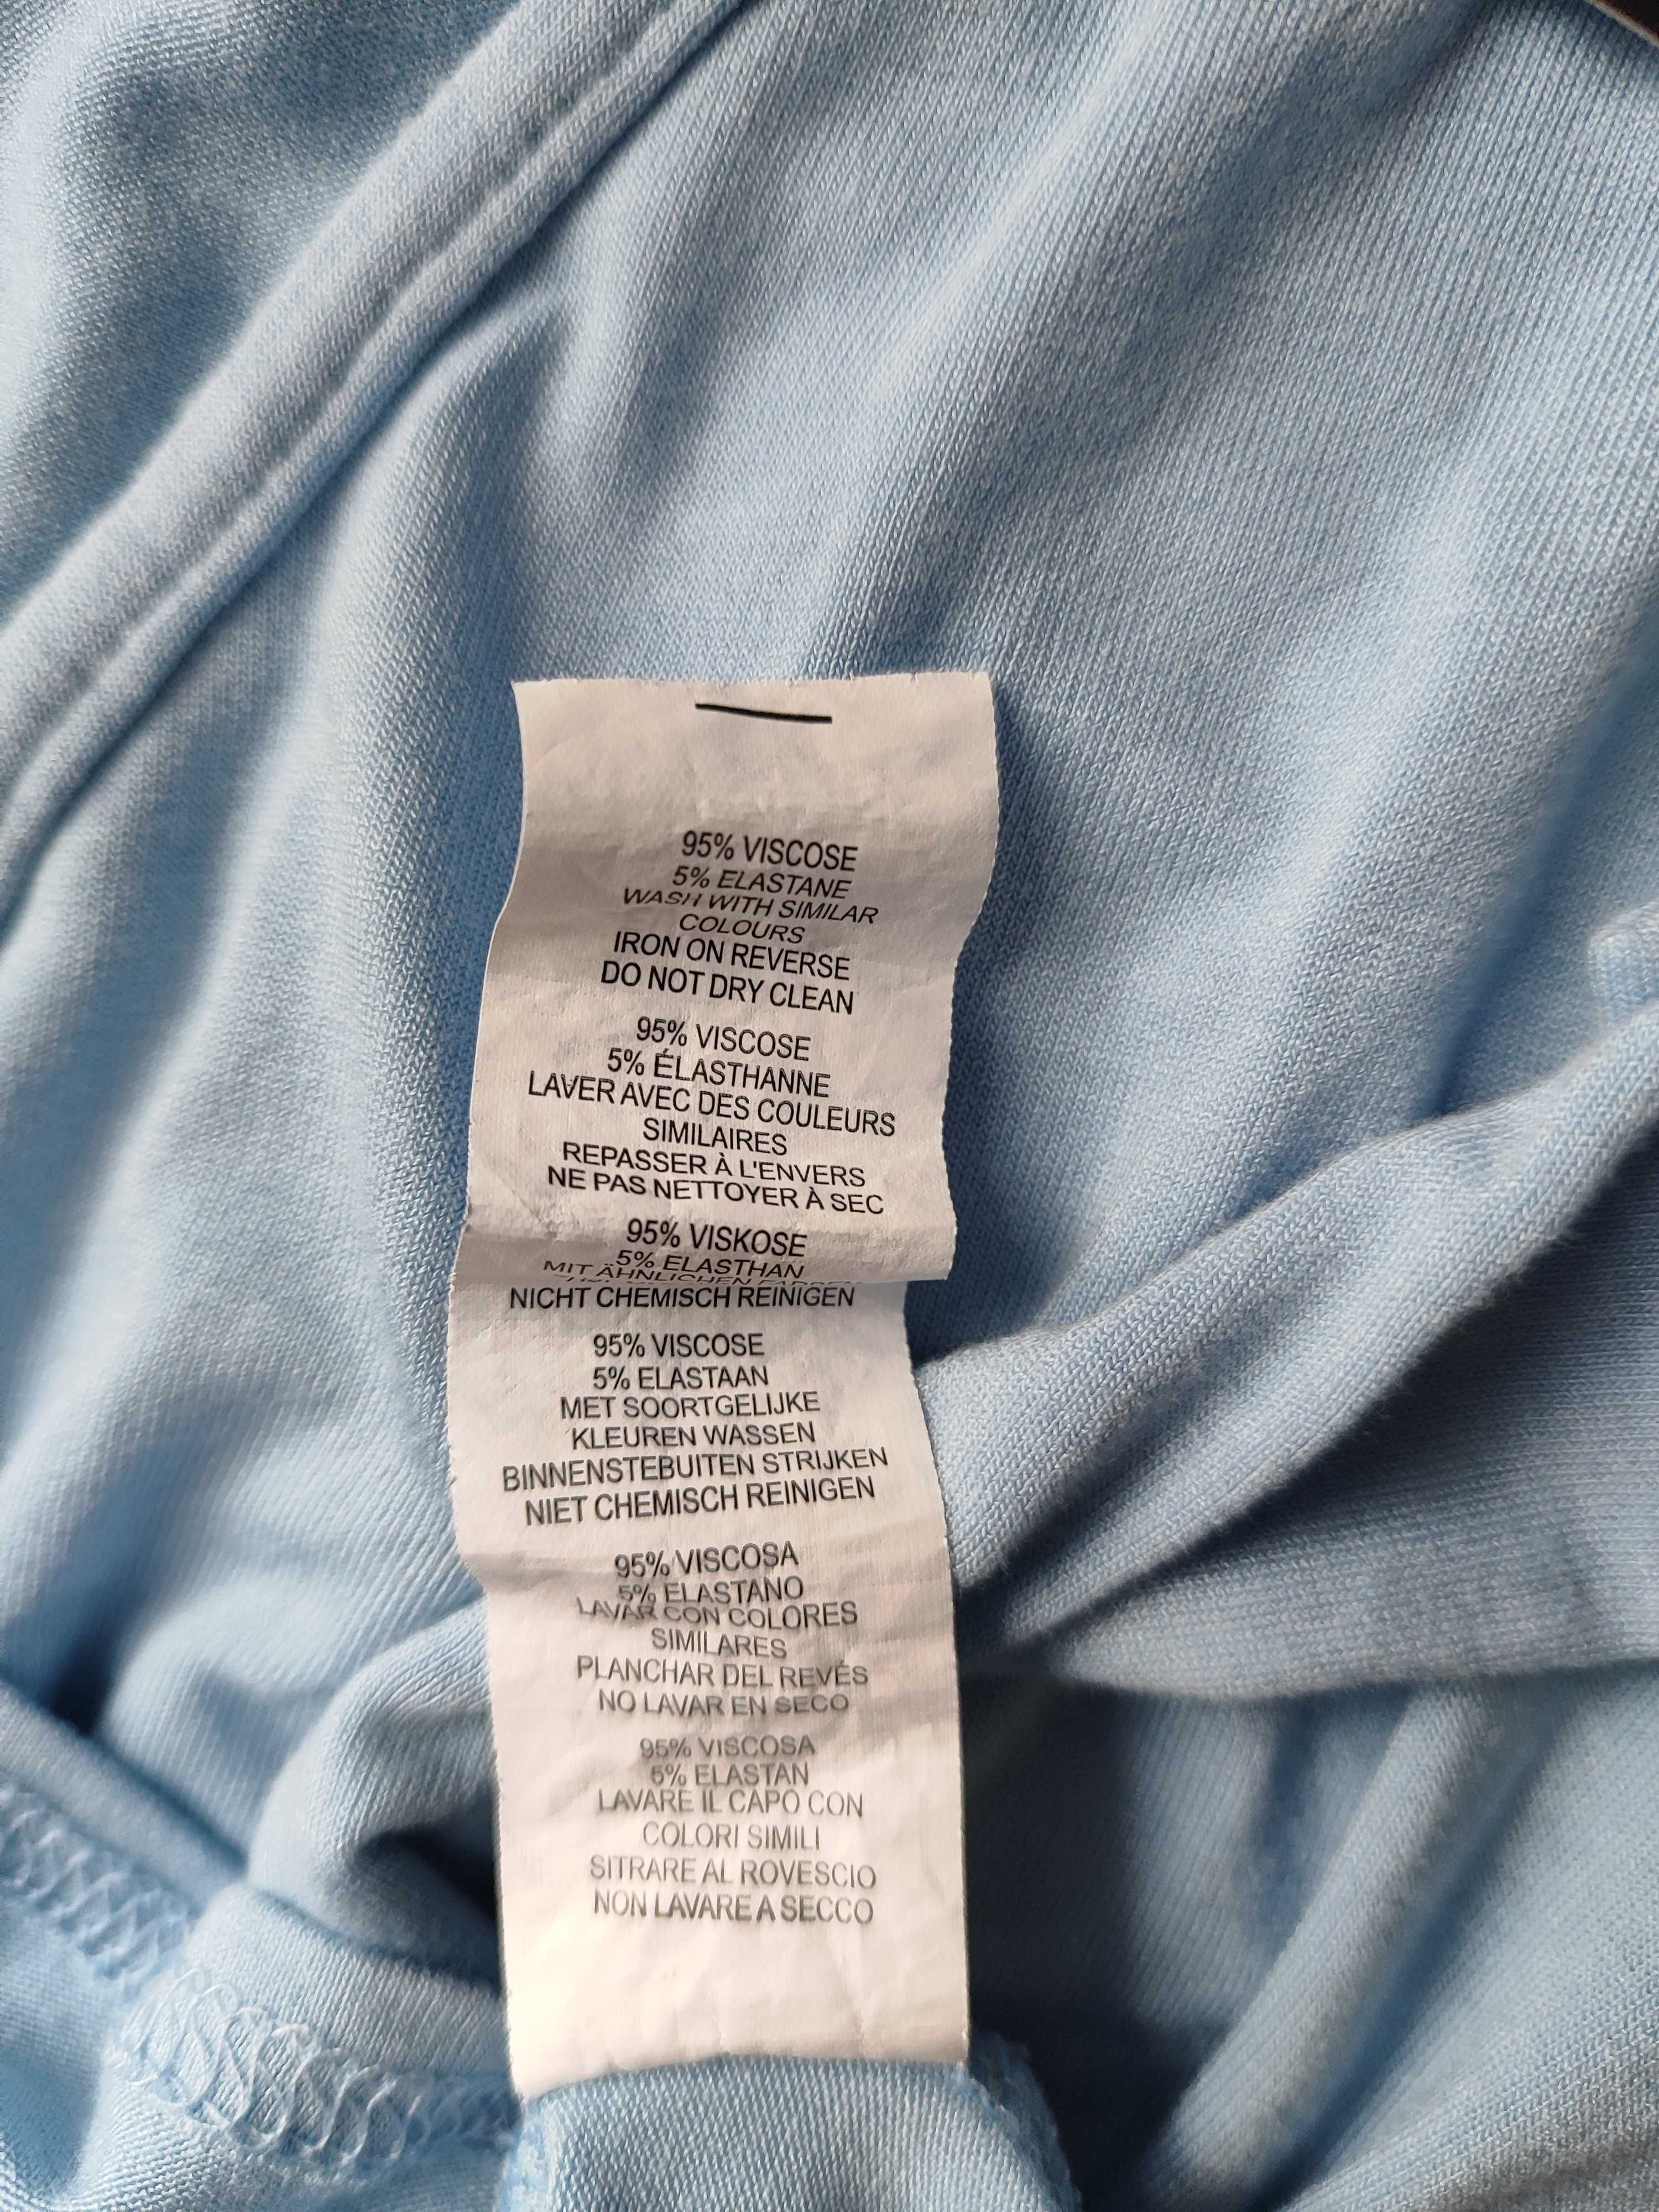 95% VISCOSE
5% ELASTANE
WASH WITH SIMILAR
COLOURS
IRON ON REVERSE
DO NOT DRY CLEAN
95% VISCOSE
5% ÉLASTHANNE
LAVER AVEC DES COULEURS
SIMILAIRES
REPASSER À L'ENVERS
NE PAS NETTOYER À SEC
95% VISKOSE
5% ELASTHAN
MIT ÄHNLICHEN FARBEN
NICHT CHEMISCH REINIGEN
95% VISCOSE
5% ELASTAAN
MET SOORTGELIJKE
KLEUREN WASSEN
BINNENSTEBUITEN STRIJKEN
NIET CHEMISCH REINIGEN
95% VISCOSA
5% ELASTANO
LAVAR CON COLORES
SIMILARES
PLANCHAR DEL REVÉS
NO LAVAR EN SECO
95% VISCOSA
5% ELASTAN
LAVARE IL CAPO CON
COLORI SIMILI
SITRARE AL ROVESCIO
NON LAVARE A SECCO